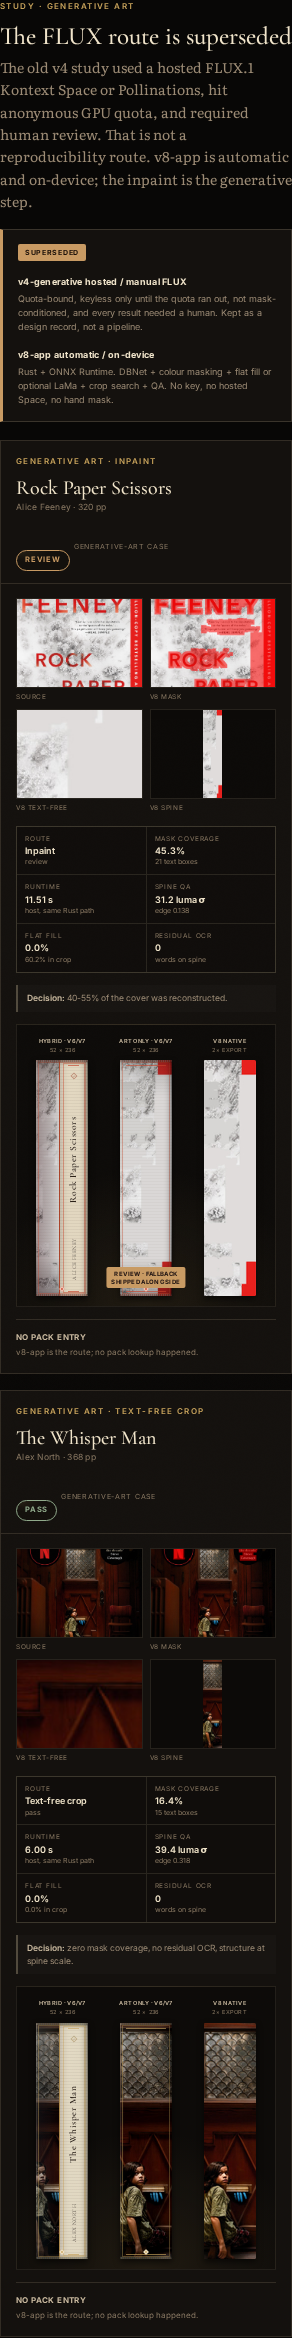 STUDY · GENERATIVE ART
The FLUX route is superseded
The old v4 study used a hosted FLUX.1
Kontext Space or Pollinations, hit
anonymous GPU quota, and required
human review. That is not a
reproducibility route. v8-app is automatic
and on-device; the inpaint is the generative
step.
SUPERSEDED
v4-generative hosted / manual FLUX
Quota-bound, keyless only until the quota ran out, not mask-
conditioned, and every result needed a human. Kept as a
design record, not a pipeline.
v8-app automatic / on-device
Rust + ONNX Runtime. DBNet + colour masking + flat fill or
optional LaMa + crop search + QA. No key, no hosted
Space, no hand mask.
GENERATIVE ART · INPAINT
Rock Paper Scissors
Alice Feeney · 320 pp
GENERATIVE-ART CASE
REVIEW
FEENEY
ROCK
PAPER
FEENEY
ROCK
PAPER
SOURCE
V8 MASK
V8 TEXT-FREE
V8 SPINE
ROUTE
Inpaint
review
MASK COVERAGE
45.3%
21 text boxes
RUNTIME
11.51 s
host, same Rust path
SPINE QA
31.2 luma σ
edge 0.138
FLAT FILL
0.0%
60.2% in crop
RESIDUAL OCR
0
words on spine
Decision: 40-55% of the cover was reconstructed.
HYBRID · V6/V7
52 × 236
ART ONLY · V6/V7
52 × 236
V8 NATIVE
2× EXPORT
Rock Paper Scissors
ALICE FEENEY
REVIEW · FALLBACK
SHIPPED ALONGSIDE
NO PACK ENTRY
v8-app is the route; no pack lookup happened.
GENERATIVE ART · TEXT-FREE CROP
The Whisper Man
Alex North · 368 pp
GENERATIVE-ART CASE
PASS
SOURCE
V8 MASK
V8 TEXT-FREE
V8 SPINE
ROUTE
Text-free crop
pass
MASK COVERAGE
16.4%
15 text boxes
RUNTIME
6.00 s
host, same Rust path
SPINE QA
39.4 luma σ
edge 0.318
FLAT FILL
0.0%
0.0% in crop
RESIDUAL OCR
0
words on spine
Decision: zero mask coverage, no residual OCR, structure at
spine scale.
HYBRID · V6/V7
52 × 236
ART ONLY · V6/V7
52 × 236
V8 NATIVE
2× EXPORT
The Whisper Man
ALEX NORTH
NO PACK ENTRY
v8-app is the route; no pack lookup happened.